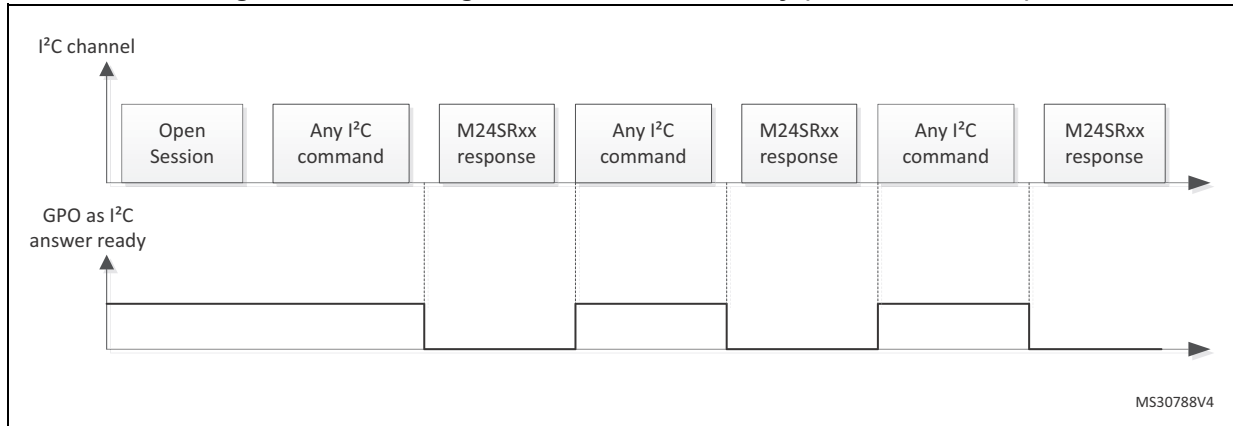 I²C channel
Open
Session
Any I²C
command
M24SRxx
response
Any I²C
command
M24SRxx
response
Any I²C
command
M24SRxx
response
GPO as I²C
answer ready
MS30788V4